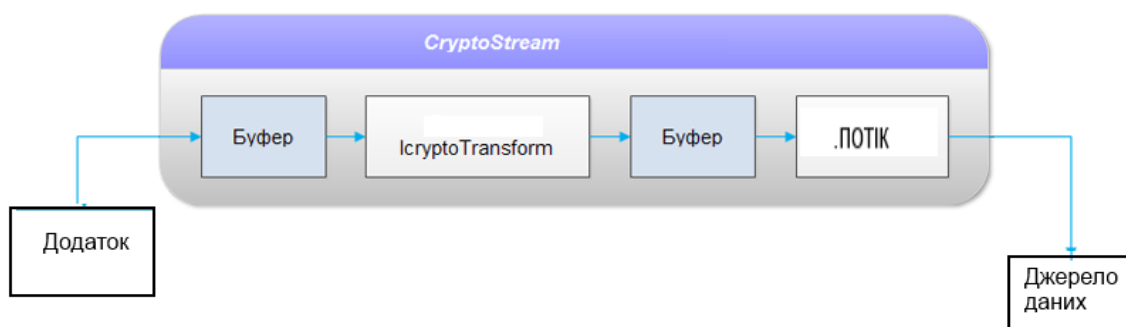 CryptoStream
Буфер
IcryptoTransform
Буфер
.ПОТІК
Додаток
Джерело
даних